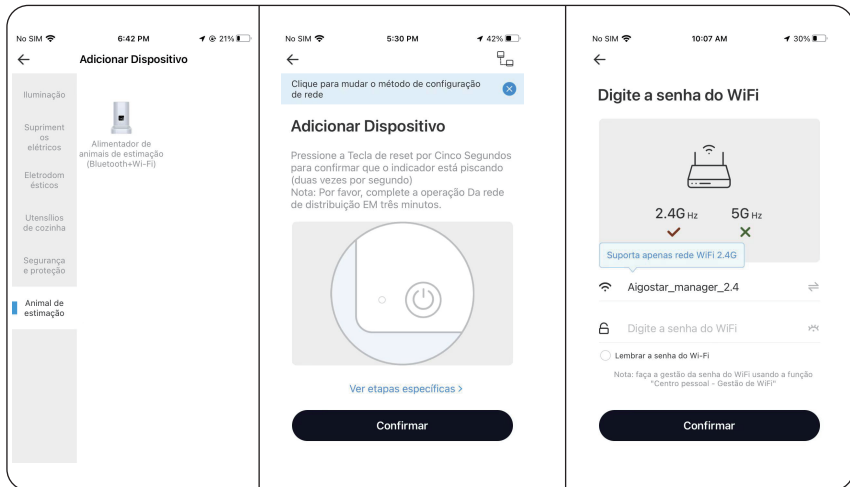 No SIM 6:42 PM 21%
Adicionar Dispositivo
Iluminação
Supriment
os
elétricos
Eletrodom
ésticos
Utensílios
de cozinha
Segurança
e proteção
Animal de
estimação
Alimentador de
animais de estimação
(Bluetooth+Wi-Fi)
No SIM 5:30 PM 42%
Clique para mudar o método de configuração
de rede
Adicionar Dispositivo
Pressione a Tecla de reset por Cinco Segundos
para confirmar que o indicador está piscando
(duas vezes por segundo)
Nota: Por favor, complete a operação Da rede
de distribuição EM três minutos.
Ver etapas específicas >
Confirmar
No SIM 10:07 AM 30%
Digite a senha do WiFi
2.4G Hz 5G Hz
Suporta apenas rede WiFi 2.4G
Aigostar_manager_2.4
Digite a senha do WiFi
Lembrar a senha do Wi-Fi
Nota: faça a gestão da senha do WiFi usando a função
"Centro pessoal - Gestão de WiFi"
Confirmar